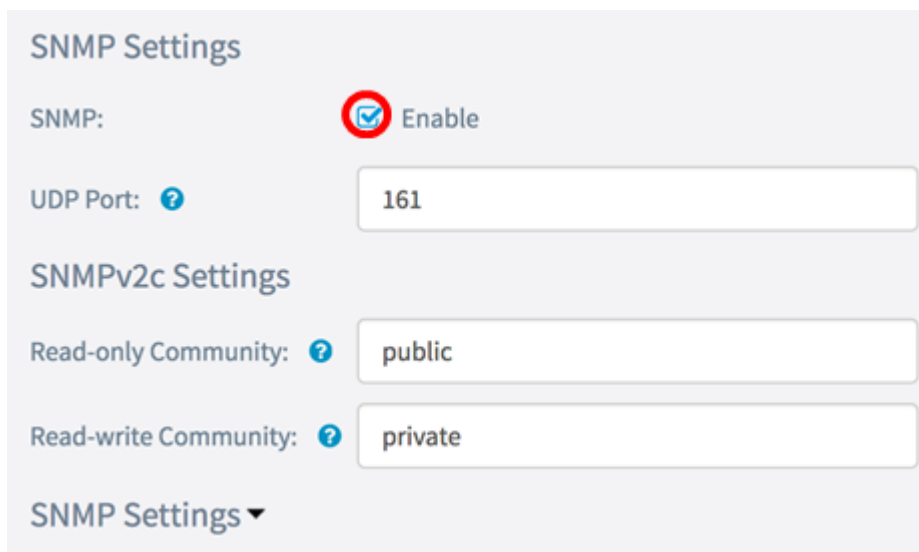 SNMP Settings
SNMP: Enable
UDP Port: ? 161
SNMPv2c Settings
Read-only Community: ? public
Read-write Community: ? private
SNMP Settings